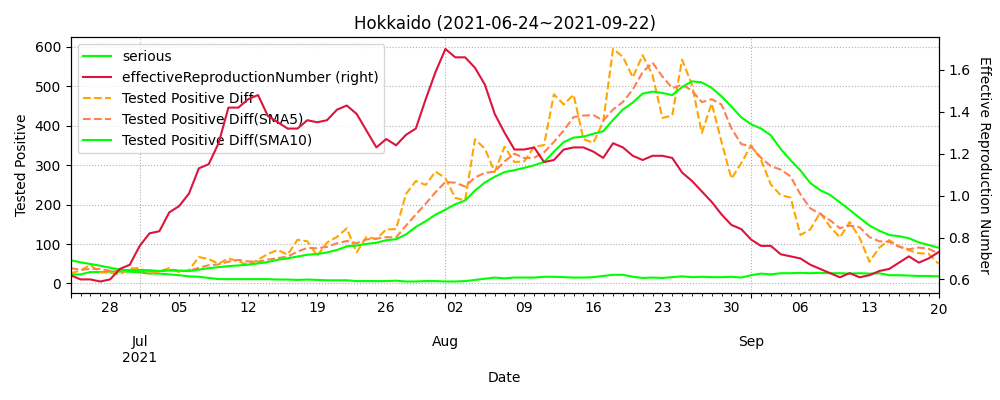 Hokkaido (2021-06-24~2021-09-22)
serious
effectiveReproductionNumber (right)
Tested Positive Diff
Tested Positive Diff(SMA5)
Tested Positive Diff(SMA10)
Tested Positive
600
500
400
300
200
100
0
1.6
1.4
1.2
1.0
0.8
0.6
Effective Reproduction Number
28 05 12 19 26 02 09 16 23 30 06 13 20
Jul Aug Sep
2021
Date